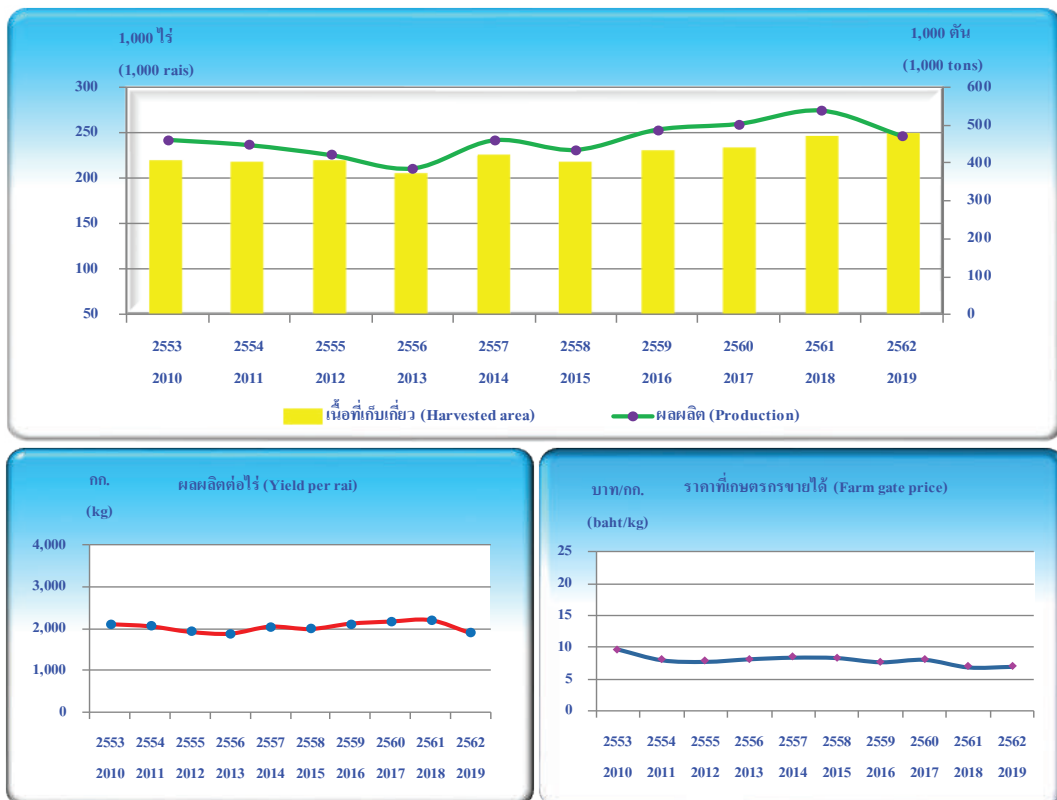 1,000 ไร่
(1,000 rais)
1,000 ตัน
(1,000 tons)
300
250
200
150
100
50
600
500
400
300
200
100
0
2553 2554 2555 2556 2557 2558 2559 2560 2561 2562
2010 2011 2012 2013 2014 2015 2016 2017 2018 2019
เนื้อที่เก็บเกี่ยว (Harvested area) ผลผลิต (Production)
กก.
(kg)
ผลผลิตต่อไร่ (Yield per rai)
4,000
3,000
2,000
1,000
0
2553 2554 2555 2556 2557 2558 2559 2560 2561 2562
2010 2011 2012 2013 2014 2015 2016 2017 2018 2019
บาท/กก.
(baht/kg)
ราคาที่เกษตรกรขายได้ (Farm gate price)
25
20
15
10
5
0
2553 2554 2555 2556 2557 2558 2559 2560 2561 2562
2010 2011 2012 2013 2014 2015 2016 2017 2018 2019